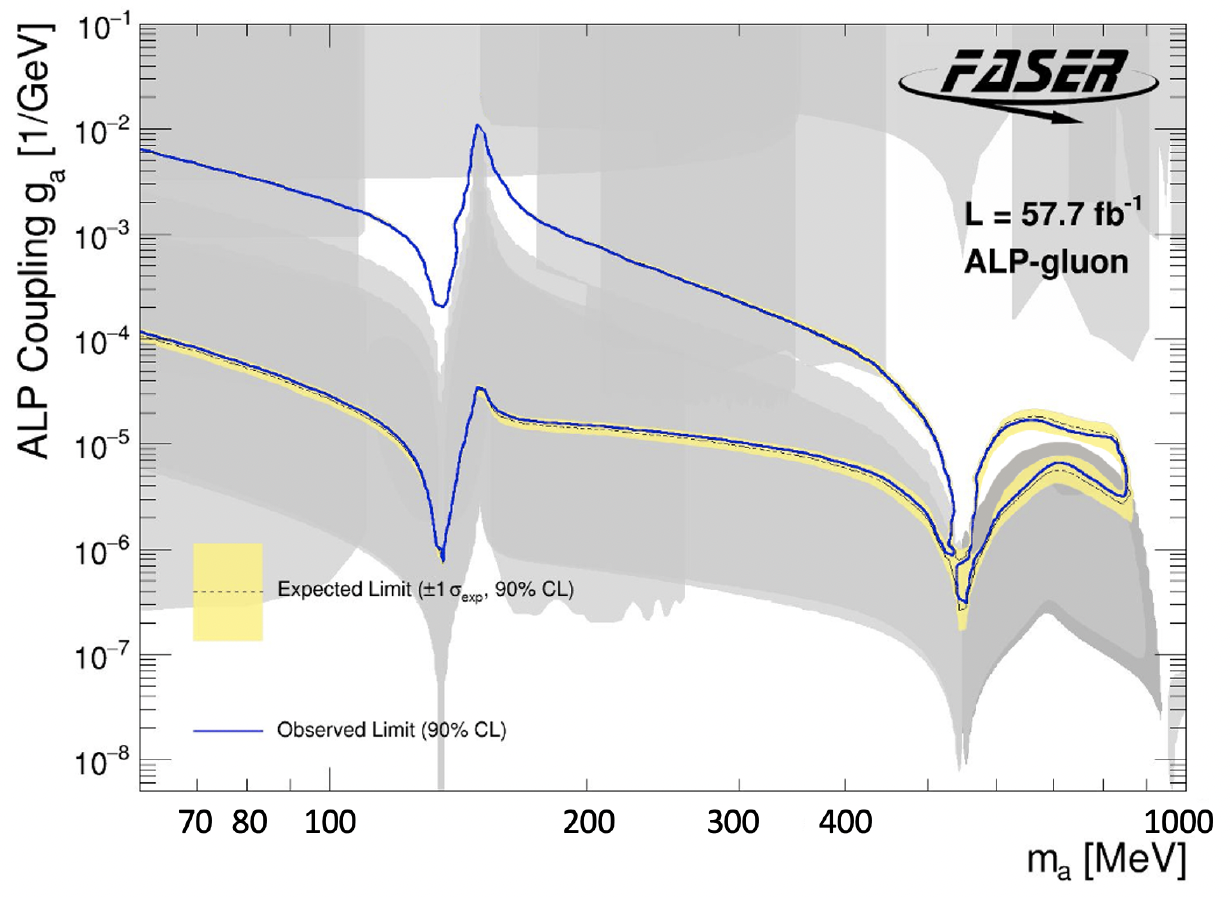 FASER
L = 57.7 fb⁻¹
ALP-gluon
ALP Coupling gₐ [1/GeV]
10⁻¹
10⁻²
10⁻³
10⁻⁴
10⁻⁵
10⁻⁶
10⁻⁷
10⁻⁸
Expected Limit (±1 σexp, 90% CL)
Observed Limit (90% CL)
70 80 100 200 300 400 1000
mₐ [MeV]